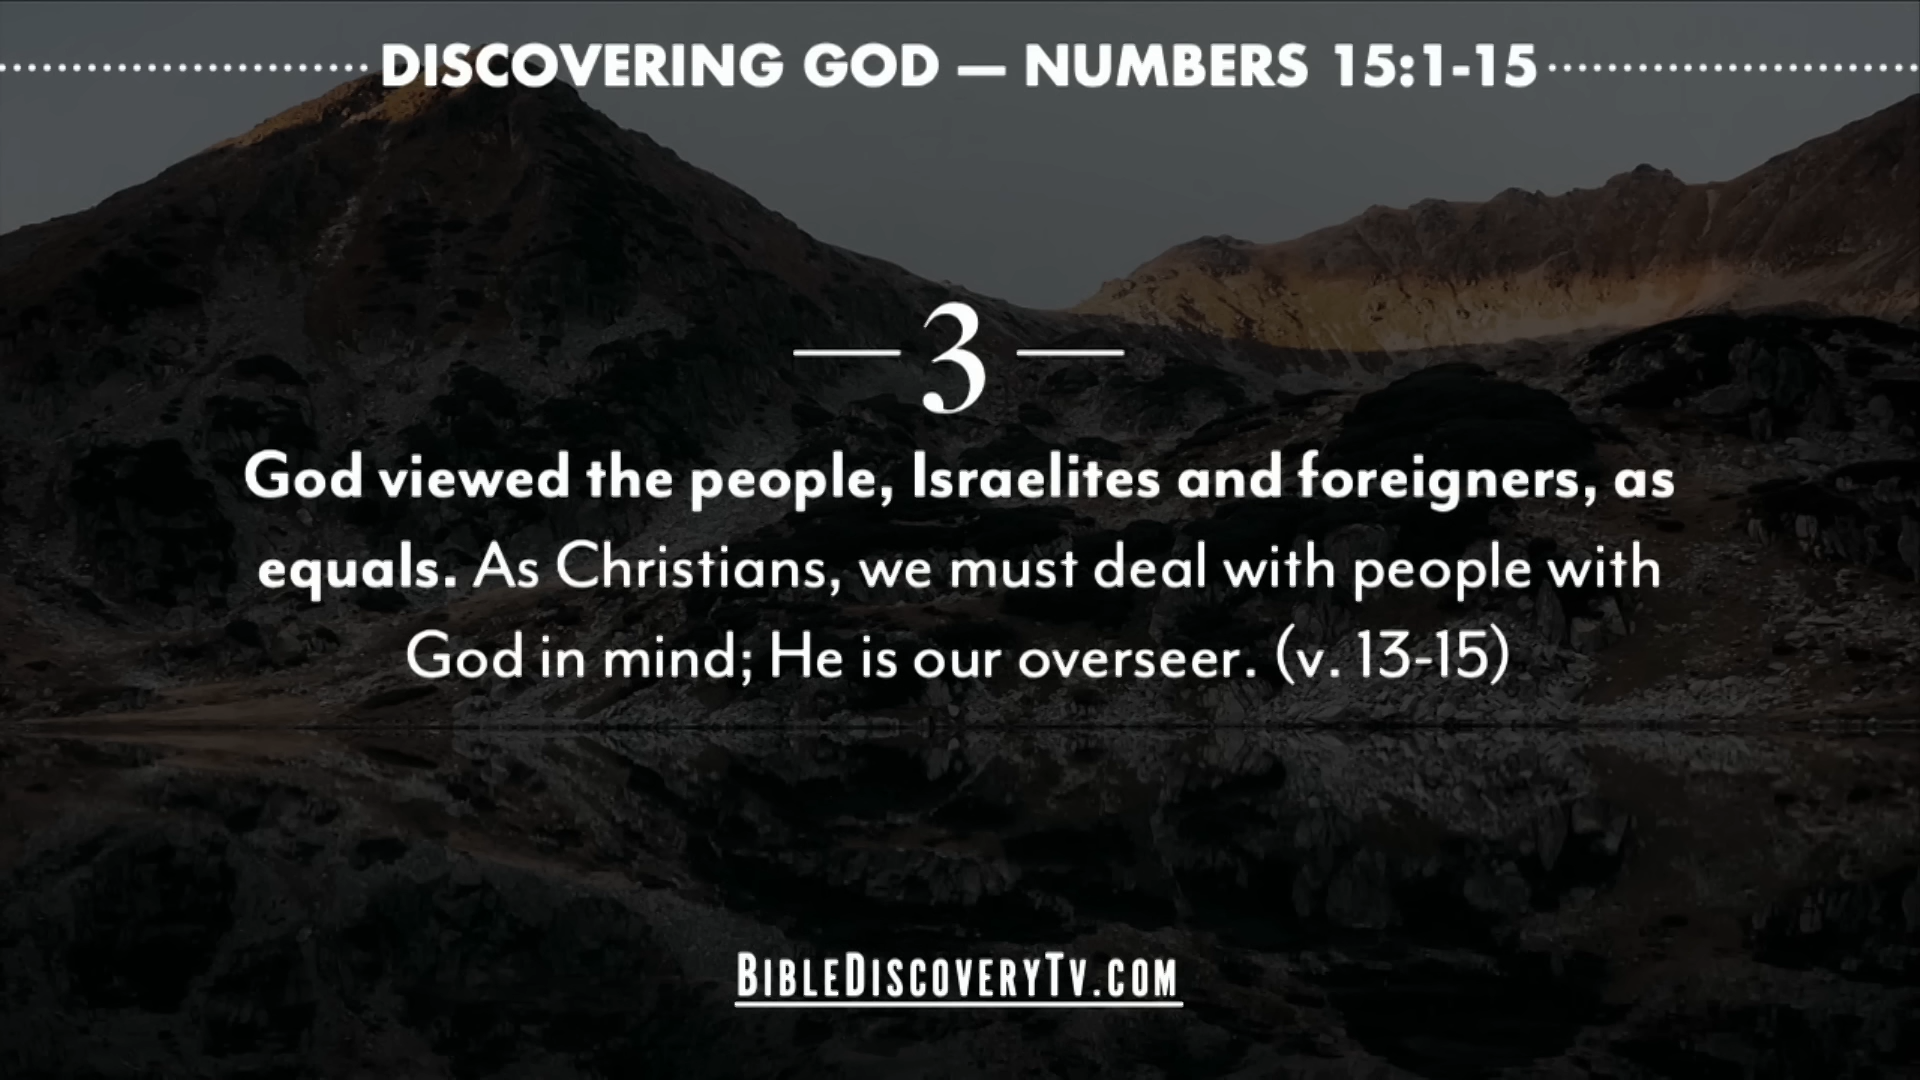 DISCOVERING GOD — NUMBERS 15:1-15
3
God viewed the people, Israelites and foreigners, as
equals. As Christians, we must deal with people with
God in mind; He is our overseer. (v. 13-15)
BIBLEDISCOVERYTV.COM